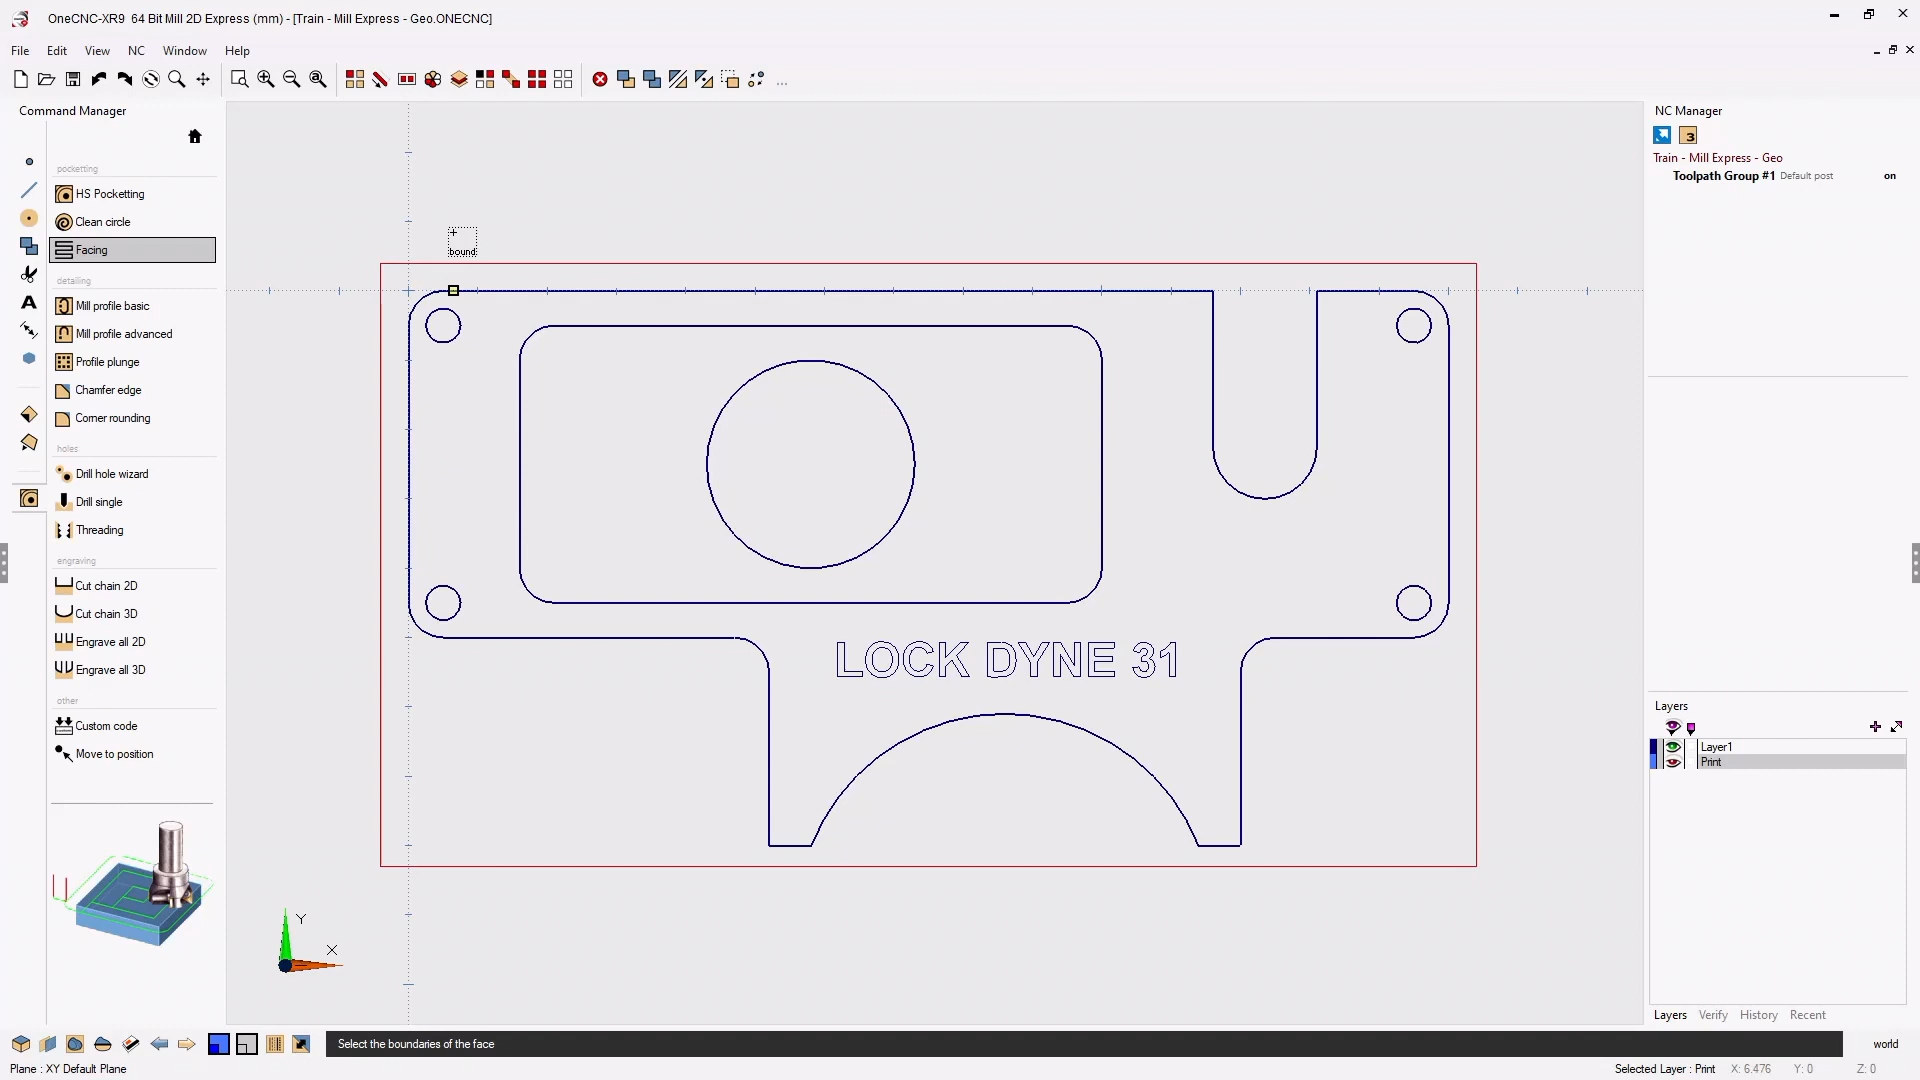 OneCNC-XR9  64 Bit Mill 2D Express (mm) - [Train - Mill Express - Geo.ONECNC]
File
Edit
View
NC
Window
Help
...
Command Manager
pocketting
HS Pocketting
Clean circle
Facing
detailing
Mill profile basic
Mill profile advanced
Profile plunge
Chamfer edge
Corner rounding
holes
Drill hole wizard
Drill single
Threading
engraving
Cut chain 2D
Cut chain 3D
Engrave all 2D
Engrave all 3D
other
Custom code
Move to position
bound
LOCK DYNE 31
Y
X
NC Manager
3
Train - Mill Express - Geo
Toolpath Group #1 Default post on
Layers
Layer1
Print
Layers Verify History Recent
Select the boundaries of the face
world
Plane : XY Default Plane
Selected Layer : Print X: 6.476 Y: 0 Z: 0